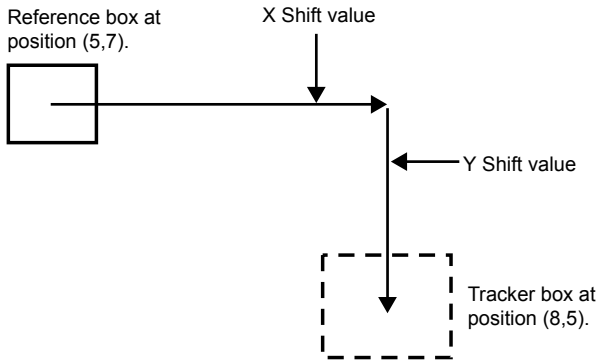 Reference box at
position (5,7).
X Shift value
Y Shift value
Tracker box at
position (8,5).